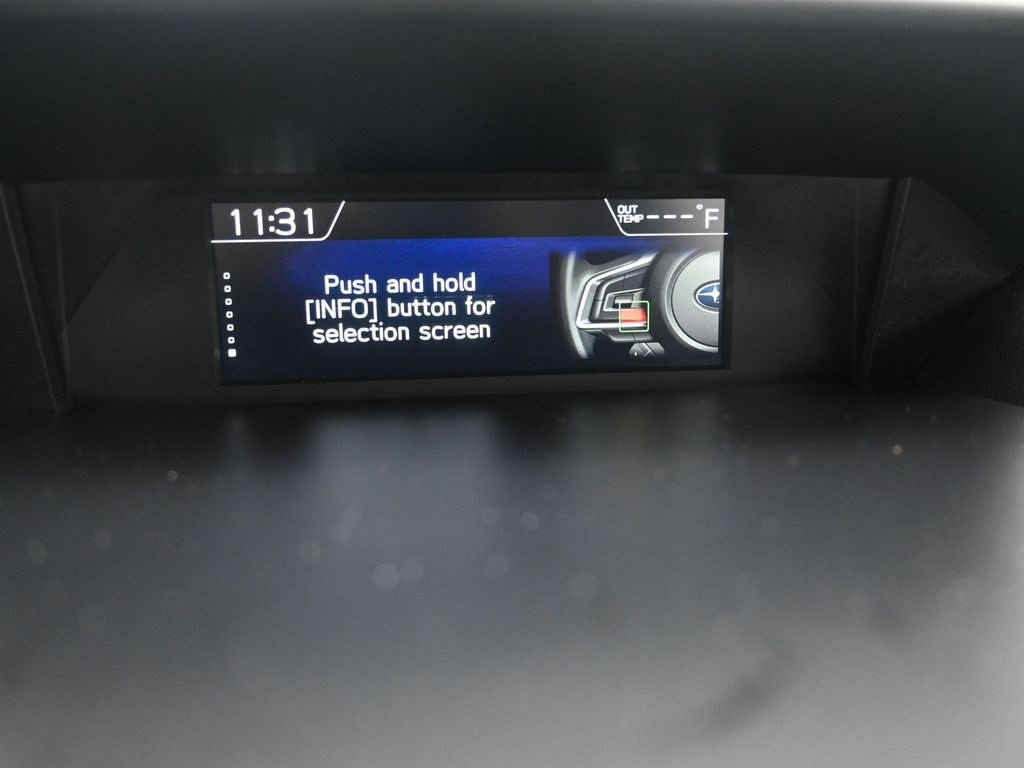 11:31
OUT
TEMP ---°F
Push and hold
[INFO] button for
selection screen